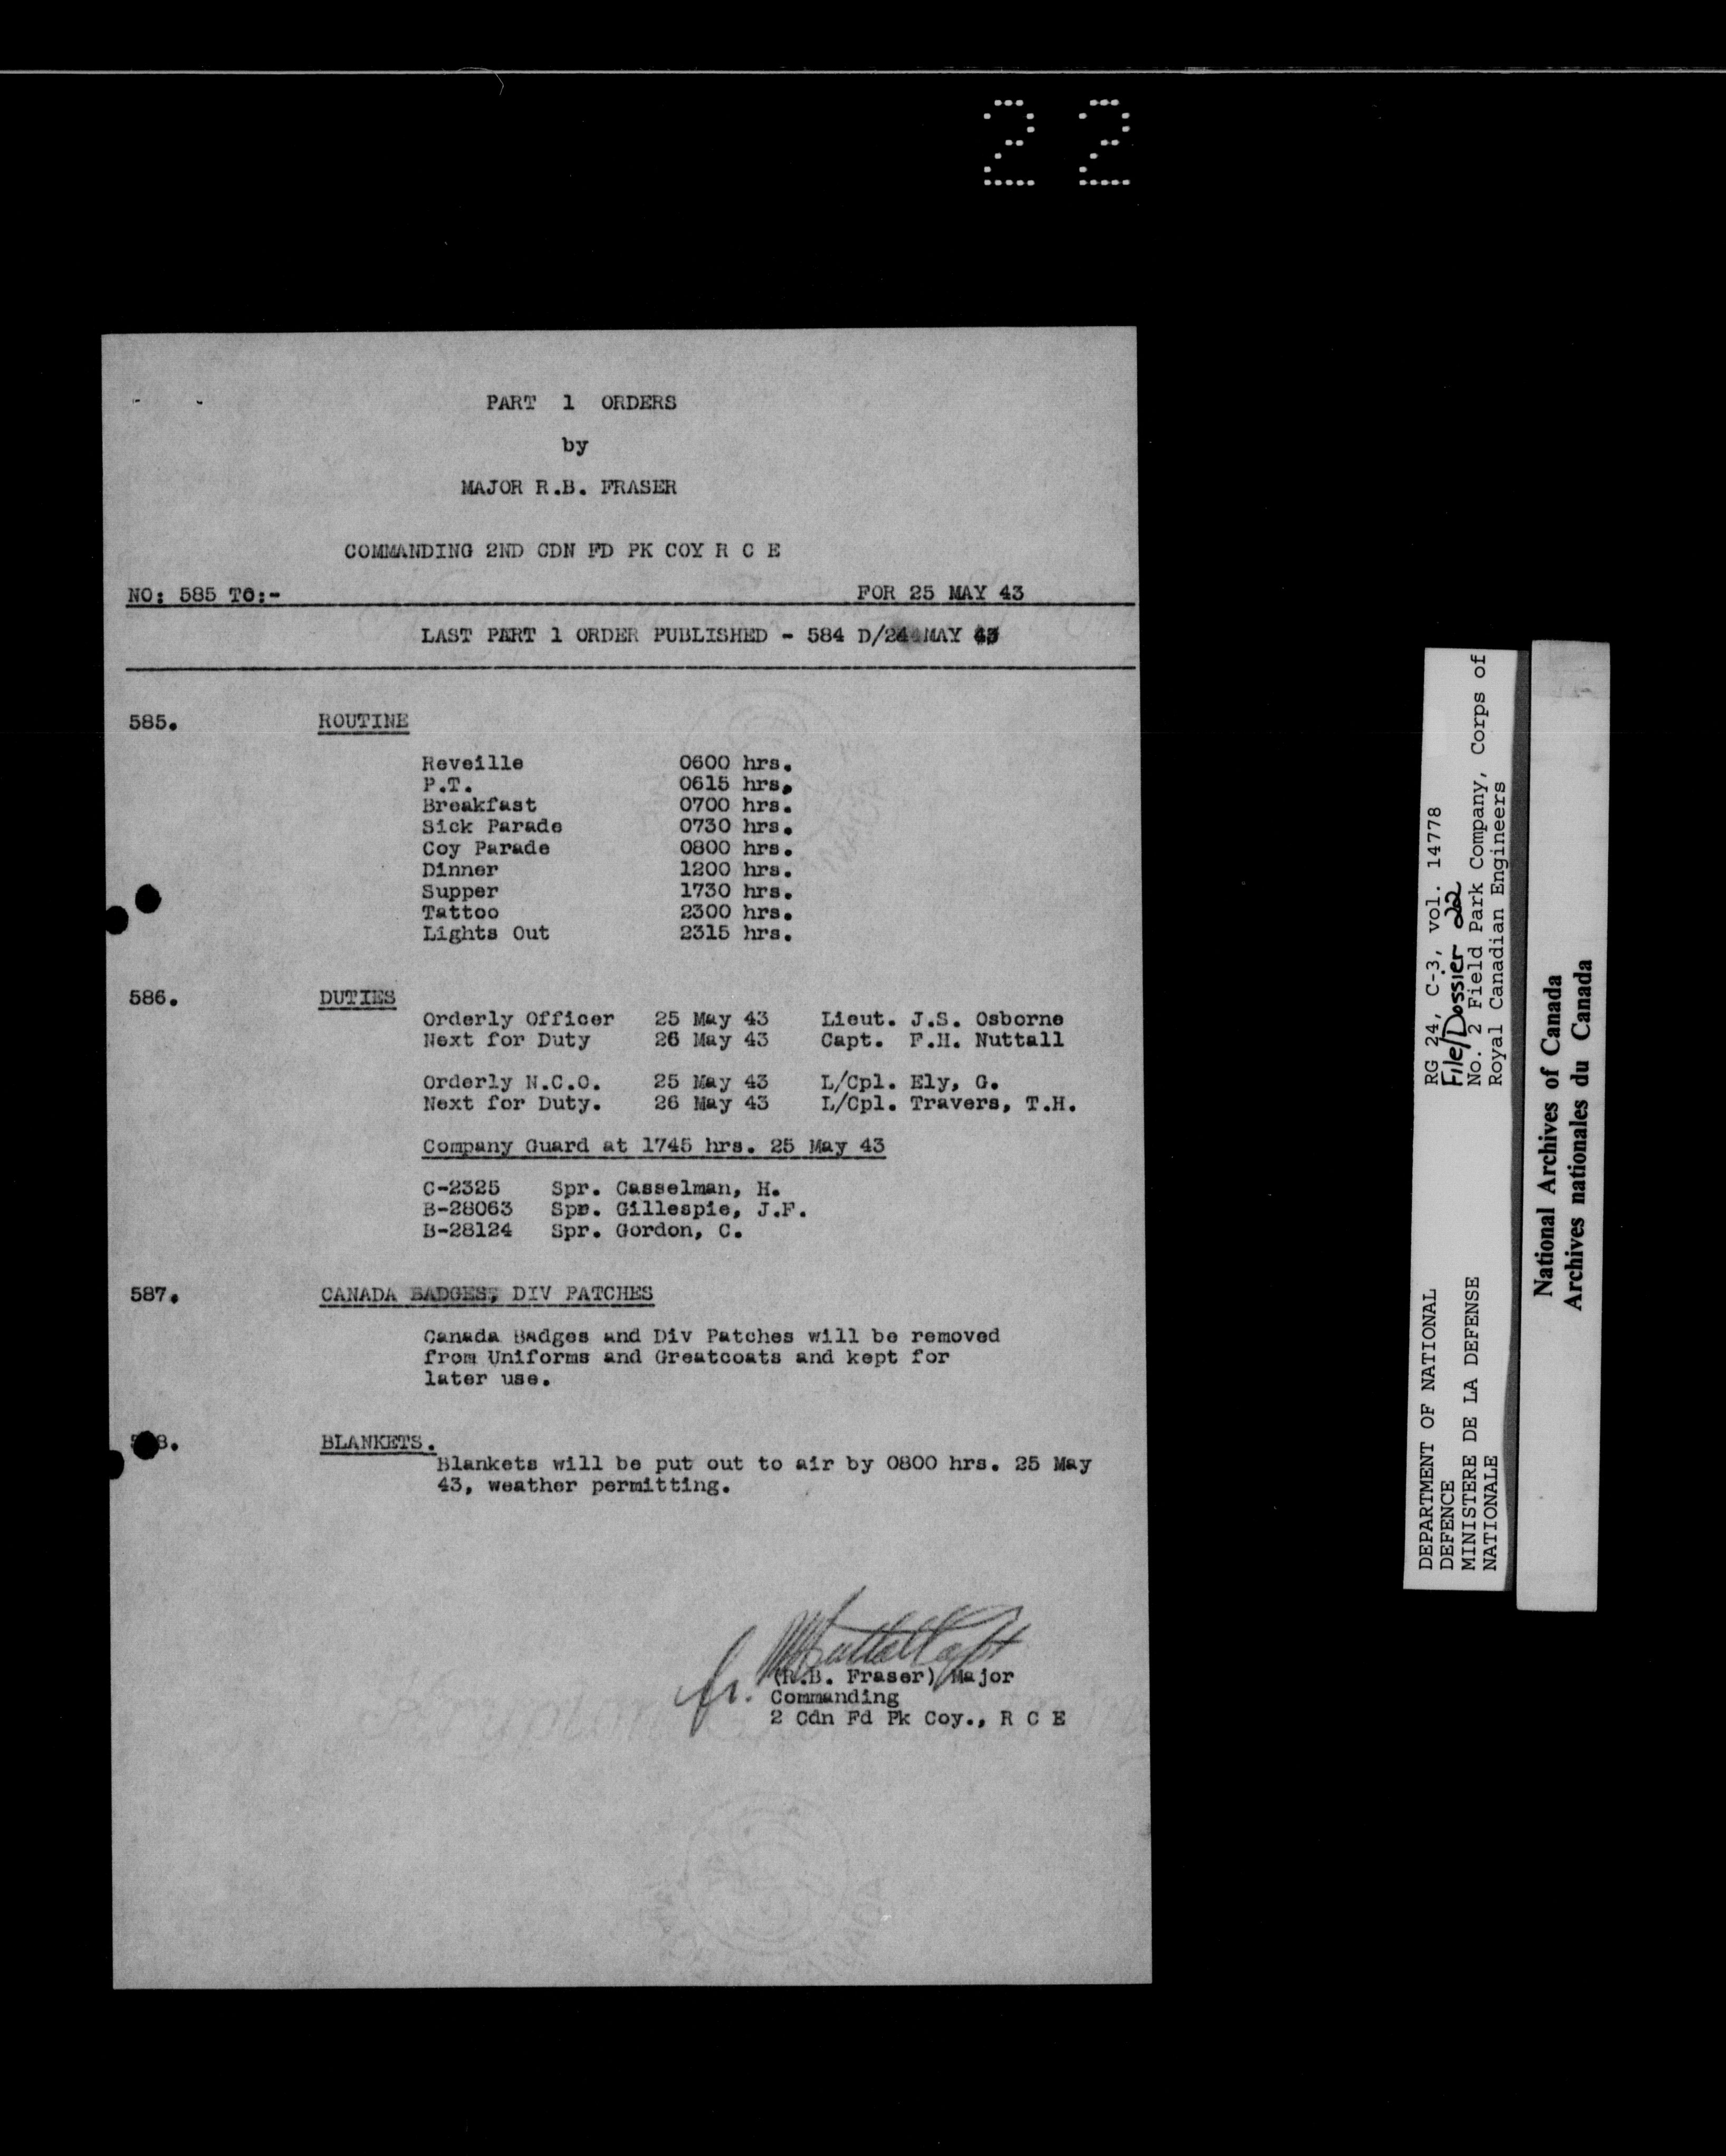 22
PART 1 ORDERS
by
MAJOR R.B. FRASER
COMMANDING 2ND CDN FD PK COY R C E
NO: 585 TO:- FOR 25 MAY 43
LAST PART 1 ORDER PUBLISHED - 584 D/24 MAY 43
585. ROUTINE
Reveille 0600 hrs.
P.T. 0615 hrs.
Breakfast 0700 hrs.
Sick Parade 0730 hrs.
Coy Parade 0800 hrs.
Dinner 1200 hrs.
Supper 1730 hrs.
Tattoo 2300 hrs.
Lights Out 2315 hrs.
586. DUTIES
Orderly Officer 25 May 43 Lieut. J.S. Osborne
Next for Duty 26 May 43 Capt. F.H. Nuttall
Orderly N.C.O. 25 May 43 L/Cpl. Ely, G.
Next for Duty. 26 May 43 L/Cpl. Travers, T.H.
Company Guard at 1745 hrs. 25 May 43
C-2325 Spr. Casselman, H.
B-28063 Spr. Gillespie, J.F.
B-28124 Spr. Gordon, C.
587. CANADA BADGES, DIV PATCHES
Canada Badges and Div Patches will be removed
from Uniforms and Greatcoats and kept for
later use.
588. BLANKETS.
Blankets will be put out to air by 0800 hrs. 25 May
43, weather permitting.
Nuttall Capt
(R.B. Fraser) Major
for. Commanding
2 Cdn Fd Pk Coy., R C E
DEPARTMENT OF NATIONAL
DEFENCE
MINISTERE DE LA DEFENSE
NATIONALE
RG 24, C-3, vol. 14778
File/Dossier 22
No. 2 Field Park Company, Corps of
Royal Canadian Engineers
National Archives of Canada
Archives nationales du Canada